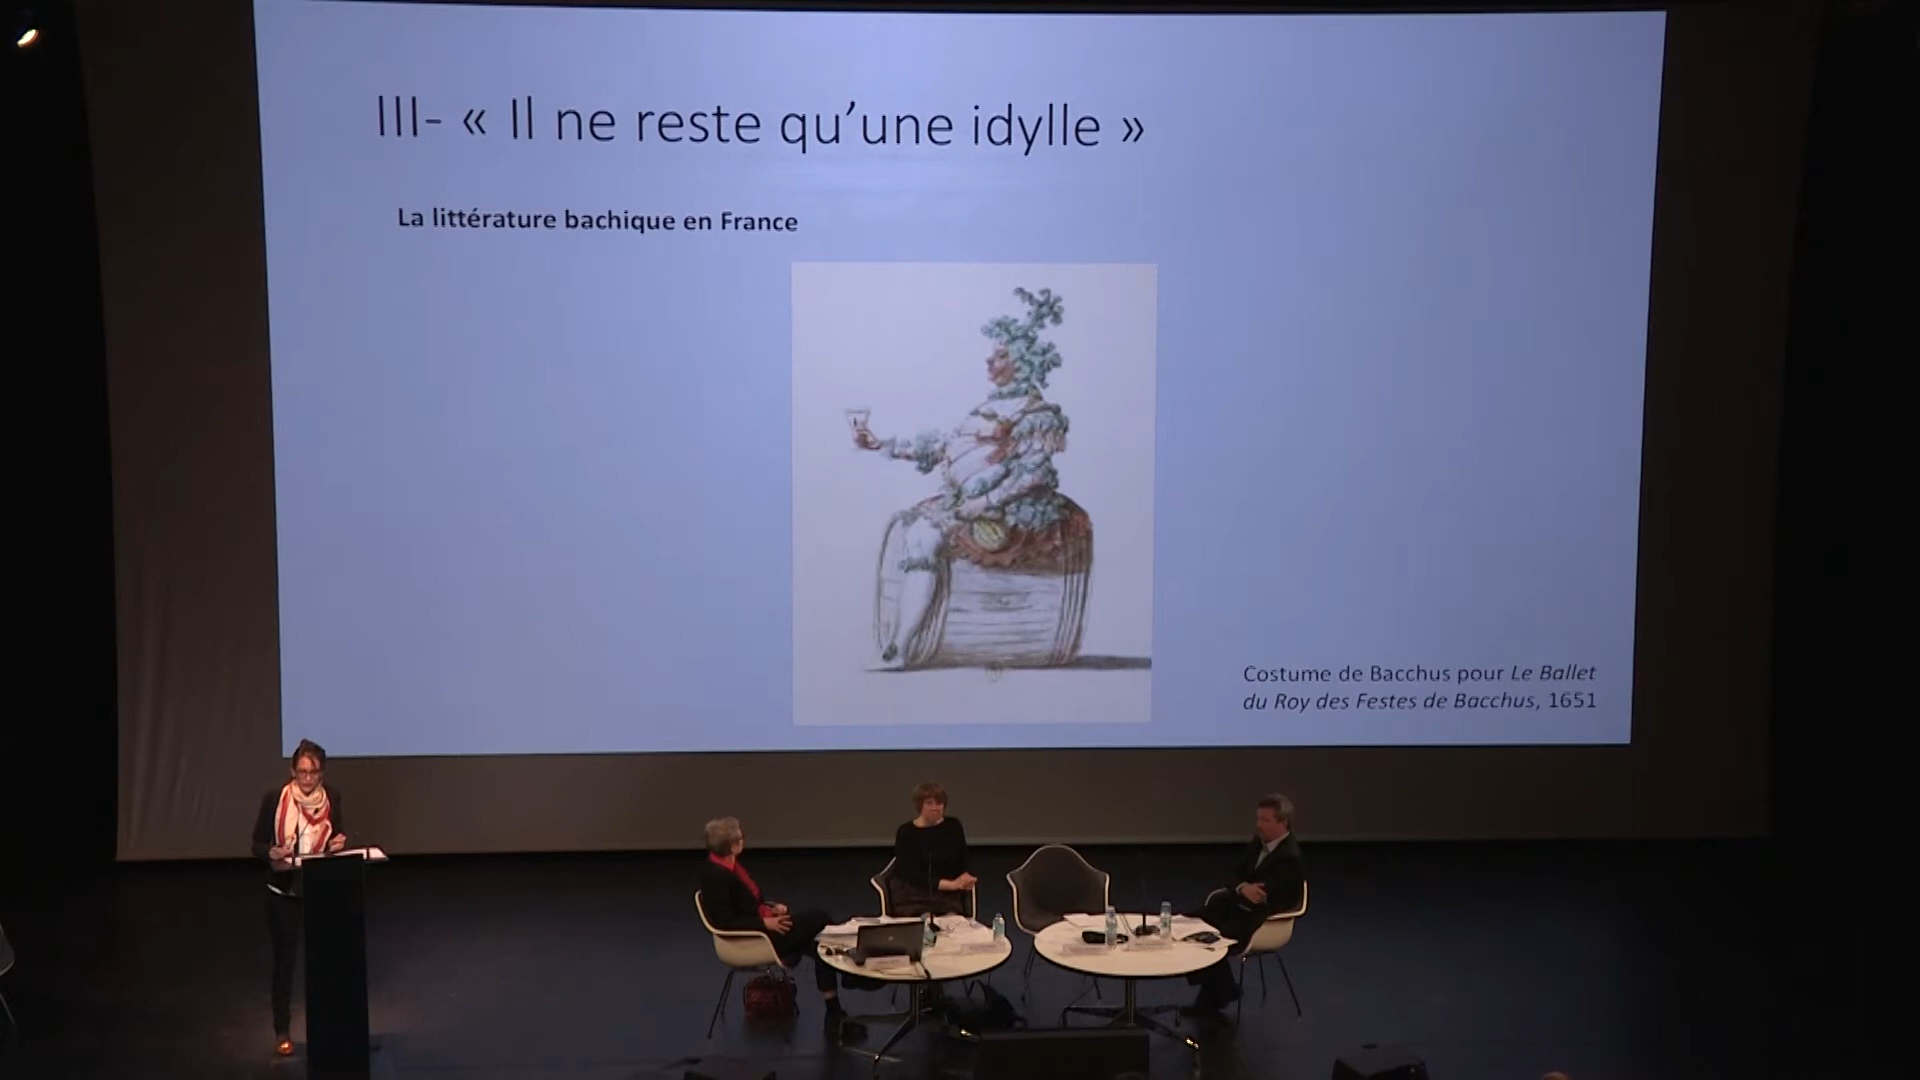 III- « Il ne reste qu’une idylle »
La littérature bachique en France
Costume de Bacchus pour Le Ballet
du Roy des Festes de Bacchus, 1651